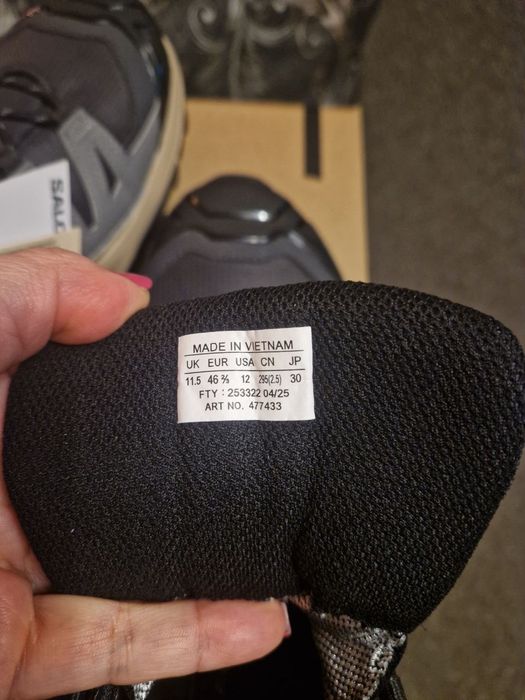 SALO
MADE IN VIETNAM
UK EUR USA CN JP
11.5 46 ⅔ 12 295(2.5) 30
FTY : 253322 04/25
ART NO. 477433